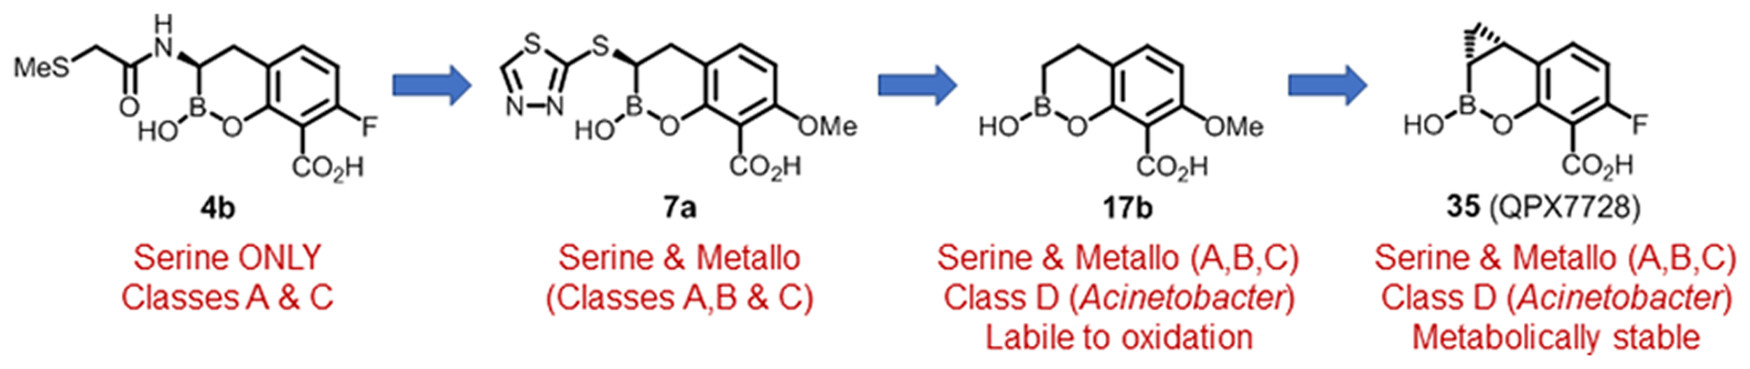 MeS
O
H
N
B
HO
O
F
CO₂H
4b
Serine ONLY
Classes A & C
S
N–N
S
B
HO
O
OMe
CO₂H
7a
Serine & Metallo
(Classes A,B & C)
HO
B
O
OMe
CO₂H
17b
Serine & Metallo (A,B,C)
Class D (Acinetobacter)
Labile to oxidation
HO
B
O
F
CO₂H
35 (QPX7728)
Serine & Metallo (A,B,C)
Class D (Acinetobacter)
Metabolically stable